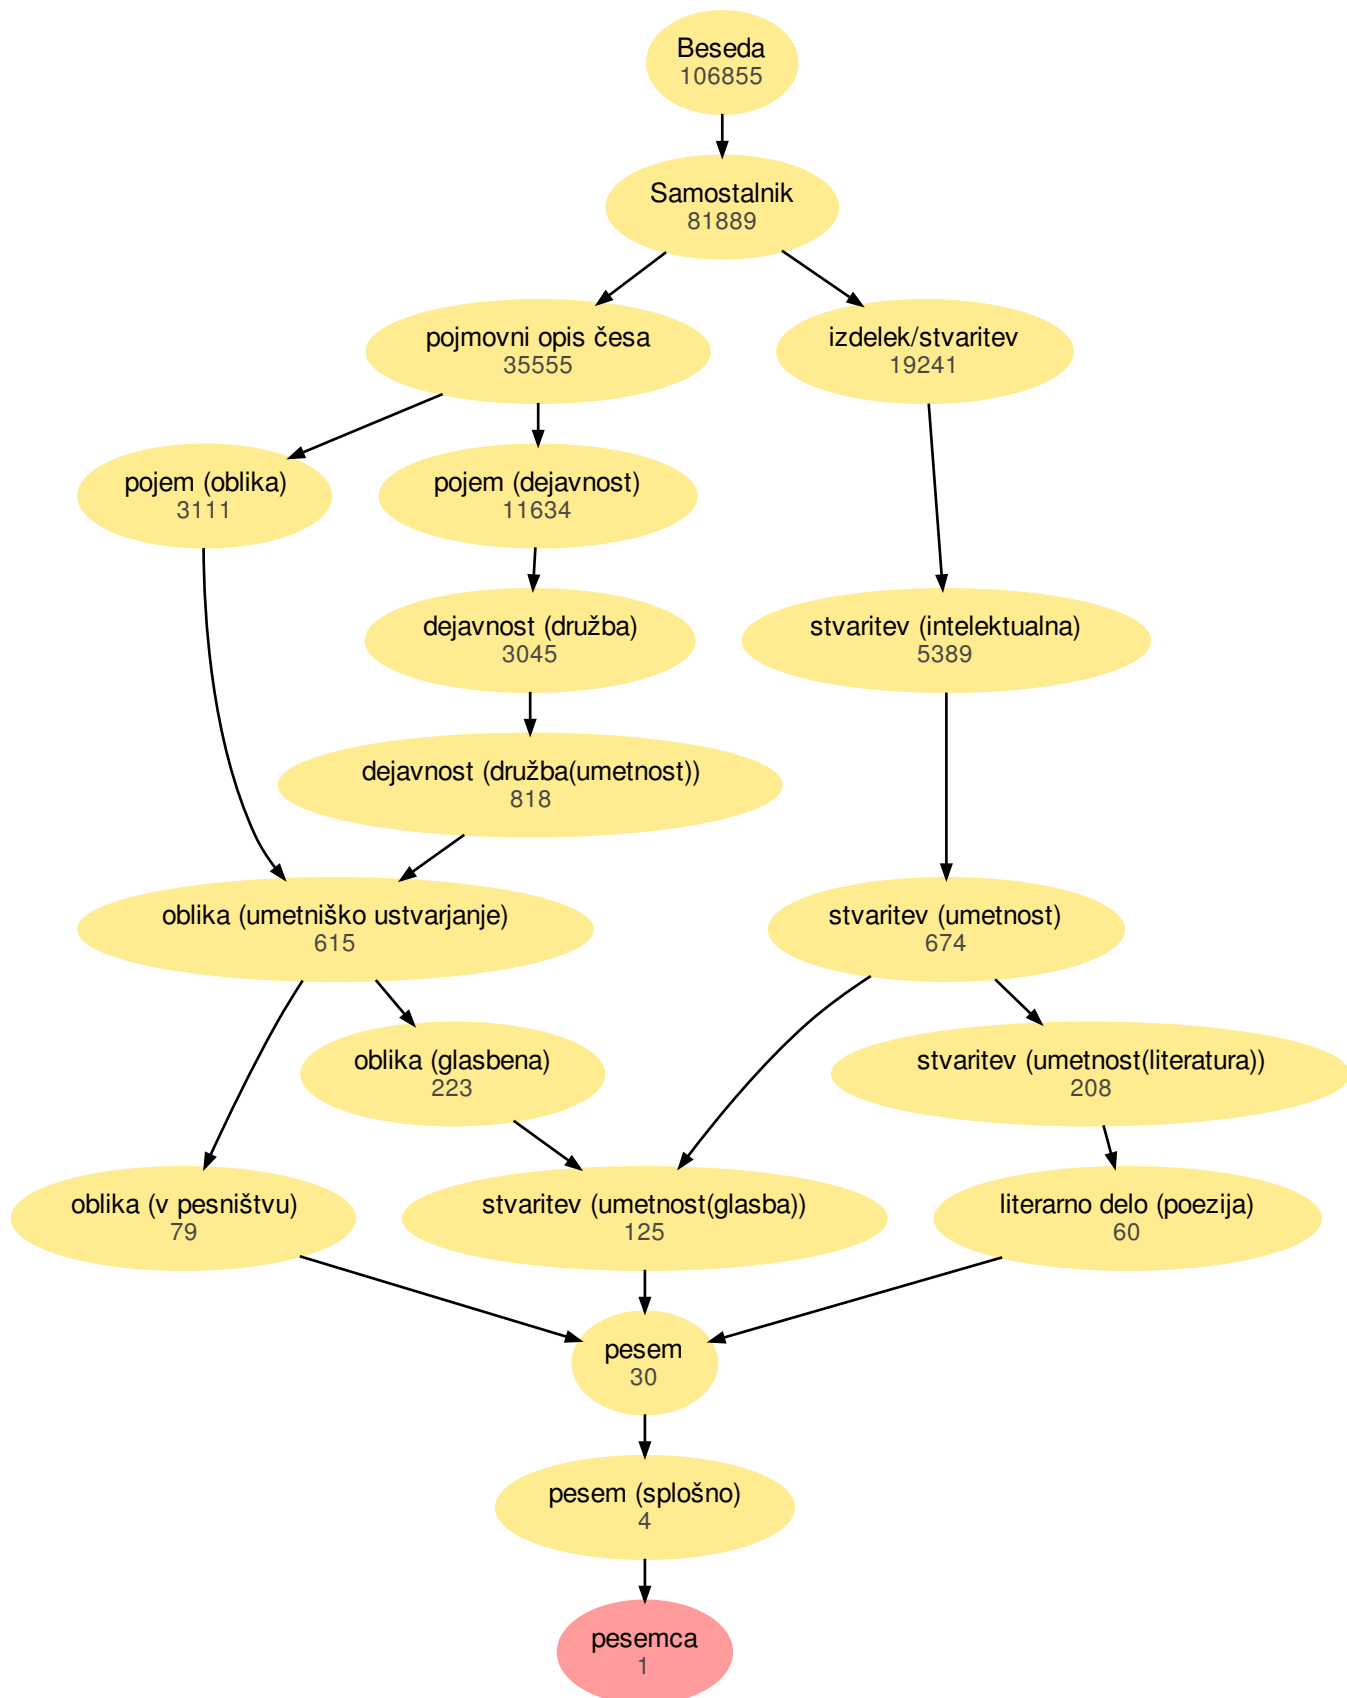 Beseda
106855
Samostalnik
81889
pojmovni opis česa
35555
izdelek/stvaritev
19241
pojem (oblika)
3111
pojem (dejavnost)
11634
dejavnost (družba)
3045
stvaritev (intelektualna)
5389
dejavnost (družba(umetnost))
818
oblika (umetniško ustvarjanje)
615
stvaritev (umetnost)
674
oblika (glasbena)
223
stvaritev (umetnost(literatura))
208
oblika (v pesništvu)
79
stvaritev (umetnost(glasba))
125
literarno delo (poezija)
60
pesem
30
pesem (splošno)
4
pesemca
1